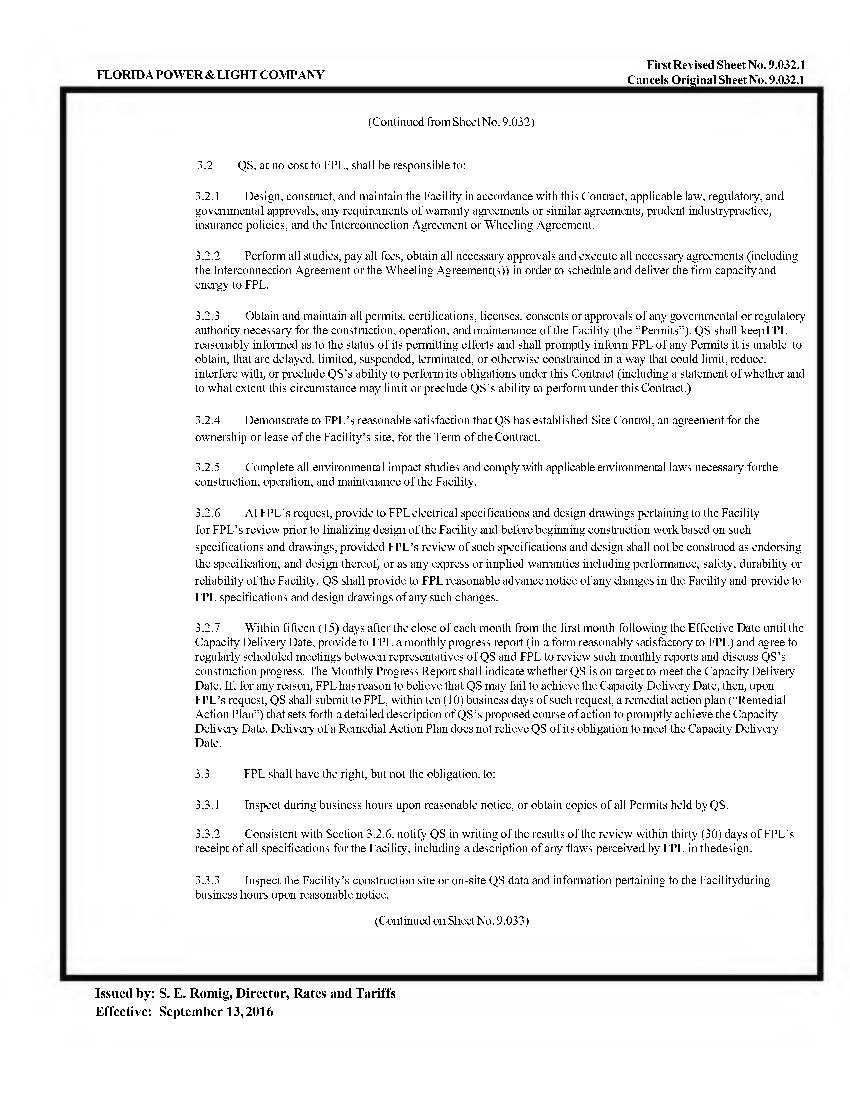 FLORIDA POWER & LIGHT COMPANY
First Revised Sheet No. 9.032.1
Cancels Original Sheet No. 9.032.1
(Continued from Sheet No. 9.032)
3.2 QS, at no cost to FPL, shall be responsible to:
3.2.1 Design, construct, and maintain the Facility in accordance with this Contract, applicable law, regulatory, and
governmental approvals, any requirements of warranty agreements or similar agreements, prudent industry practice,
insurance policies, and the Interconnection Agreement or Wheeling Agreement.
3.2.2 Perform all studies, pay all fees, obtain all necessary approvals and execute all necessary agreements (including
the Interconnection Agreement or the Wheeling Agreement(s)) in order to schedule and deliver the firm capacity and
energy to FPL.
3.2.3 Obtain and maintain all permits, certifications, licenses, consents or approvals of any governmental or regulatory
authority necessary for the construction, operation, and maintenance of the Facility (the “Permits”). QS shall keep FPL
reasonably informed as to the status of its permitting efforts and shall promptly inform FPL of any Permits it is unable to
obtain, that are delayed, limited, suspended, terminated, or otherwise constrained in a way that could limit, reduce,
interfere with, or preclude QS’s ability to perform its obligations under this Contract (including a statement of whether and
to what extent this circumstance may limit or preclude QS’s ability to perform under this Contract.)
3.2.4 Demonstrate to FPL’s reasonable satisfaction that QS has established Site Control, an agreement for the
ownership or lease of the Facility’s site, for the Term of the Contract.
3.2.5 Complete all environmental impact studies and comply with applicable environmental laws necessary for the
construction, operation, and maintenance of the Facility.
3.2.6 At FPL’s request, provide to FPL electrical specifications and design drawings pertaining to the Facility
for FPL’s review prior to finalizing design of the Facility and before beginning construction work based on such
specifications and drawings, provided FPL’s review of such specifications and design shall not be construed as endorsing
the specification, and design thereof, or as any express or implied warranties including performance, safety, durability or
reliability of the Facility. QS shall provide to FPL reasonable advance notice of any changes in the Facility and provide to
FPL specifications and design drawings of any such changes.
3.2.7 Within fifteen (15) days after the close of each month from the first month following the Effective Date until the
Capacity Delivery Date, provide to FPL a monthly progress report (in a form reasonably satisfactory to FPL) and agree to
regularly scheduled meetings between representatives of QS and FPL to review such monthly reports and discuss QS’s
construction progress. The Monthly Progress Report shall indicate whether QS is on target to meet the Capacity Delivery
Date. If, for any reason, FPL has reason to believe that QS may fail to achieve the Capacity Delivery Date, then, upon
FPL’s request, QS shall submit to FPL, within ten (10) business days of such request, a remedial action plan (“Remedial
Action Plan”) that sets forth a detailed description of QS’s proposed course of action to promptly achieve the Capacity
Delivery Date. Delivery of a Remedial Action Plan does not relieve QS of its obligation to meet the Capacity Delivery
Date.
3.3 FPL shall have the right, but not the obligation, to:
3.3.1 Inspect during business hours upon reasonable notice, or obtain copies of all Permits held by QS.
3.3.2 Consistent with Section 3.2.6, notify QS in writing of the results of the review within thirty (30) days of FPL’s
receipt of all specifications for the Facility, including a description of any flaws perceived by FPL in the design.
3.3.3 Inspect the Facility’s construction site or on-site QS data and information pertaining to the Facility during
business hours upon reasonable notice.
(Continued on Sheet No. 9.033)
Issued by: S. E. Romig, Director, Rates and Tariffs
Effective: September 13, 2016